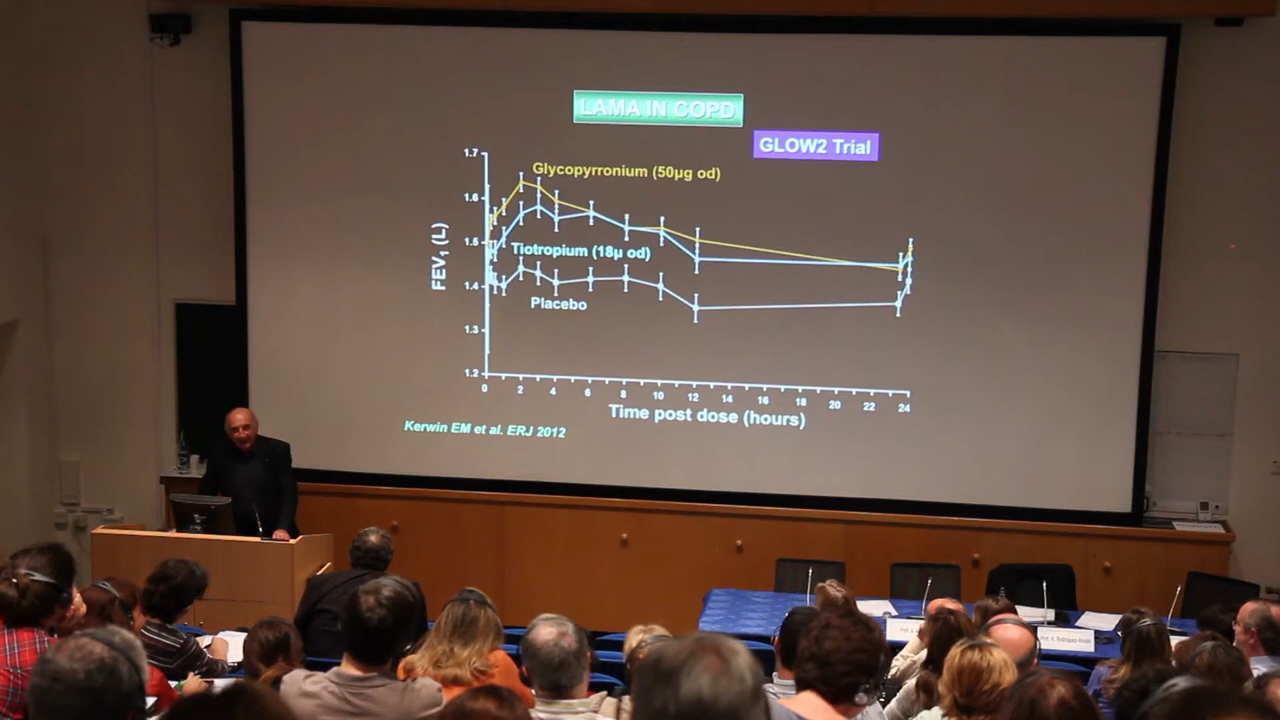 LAMA IN COPD
GLOW2 Trial
1.7
1.6
1.5
1.4
1.3
1.2
FEV₁ (L)
Glycopyrronium (50µg od)
Tiotropium (18µ od)
Placebo
0 2 4 6 8 10 12 14 16 18 20 22 24
Time post dose (hours)
Kerwin EM et al. ERJ 2012